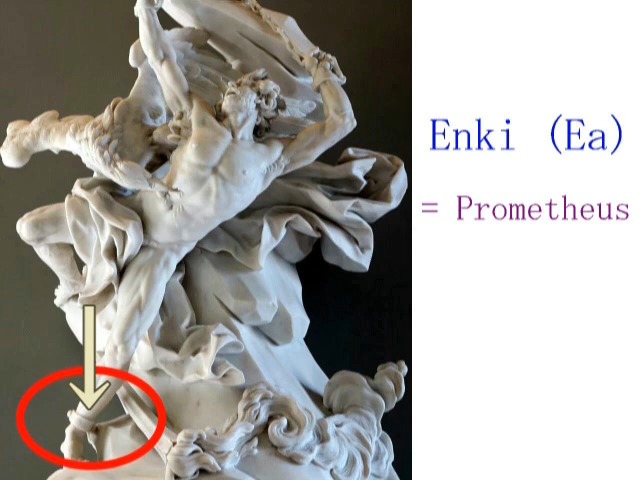 Enki (Ea)
= Prometheus